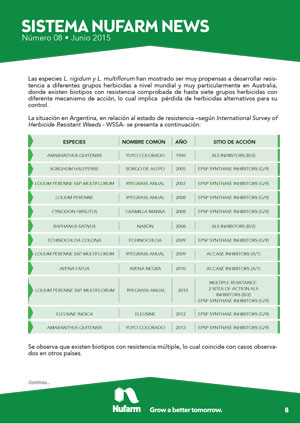 SISTEMA NUFARM NEWS
Número 08 • Junio 2015
Las especies L. rigidum y L. multiflorum han mostrado ser muy propensas a desarrollar resis-
tencia a diferentes grupos herbicidas a nivel mundial y muy particularmente en Australia,
donde existen biotipos con resistencia comprobada de hasta siete grupos herbicidas con
diferente mecanismo de acción, lo cual implica pérdida de herbicidas alternativos para su
control.
La situación en Argentina, en relación al estado de resistencia –según International Survey of
Herbicide Resistant Weeds - WSSA– se presenta a continuación:
ESPECIES NOMBRE COMÚN AÑO SITIO DE ACCIÓN
AMARANTHUS QUITENSIS YUYO COLORADO 1996 ALS INHIBITORS (B/2)
SORGHUM HALEPENSE SORGO DE ALEPO 2005 EPSP SYNTHASE INHIBITORS (G/9)
LOLIUM PERENNE SSP. MULTIFLORUM RYEGRASS ANUAL 2007 EPSP SYNTHASE INHIBITORS (G/9)
LOLIUM PERENNE RYEGRASS ANUAL 2008 EPSP SYNTHASE INHIBITORS (G/9)
CYNODON HIRSUTUS GRAMILLA MANSA 2008 EPSP SYNTHASE INHIBITORS (G/9)
RAPHANUS SATIVUS NABÓN 2008 ALS INHIBITORS (B/2)
ECHINOCHLOA COLONA ECHINOCHLOA 2009 EPSP SYNTHASE INHIBITORS (G/9)
LOLIUM PERENNE SSP. MULTIFLORUM RYEGRASS ANUAL 2009 ACCASE INHIBITORS (A/1)
AVENA FATUA AVENA NEGRA 2010 ACCASE INHIBITORS (A/1)
LOLIUM PERENNE SSP. MULTIFLORUM RYEGRASS ANUAL 2010 MULTIPLE RESISTANCE:
2 SITES OF ACTION ALS
INHIBITORS (B/2)
EPSP SYNTHASE INHIBITORS (G/9)
ELEUSINE INDICA ELEUSINE 2012 EPSP SYNTHASE INHIBITORS (G/9)
AMARANTHUS QUITENSIS YUYO COLORADO 2013 EPSP SYNTHASE INHIBITORS (G/9)
Se observa que existen biotipos con resistencia múltiple, lo cual coincide con casos observa-
dos en otros países.
Continúa...
Nufarm Grow a better tomorrow. 8